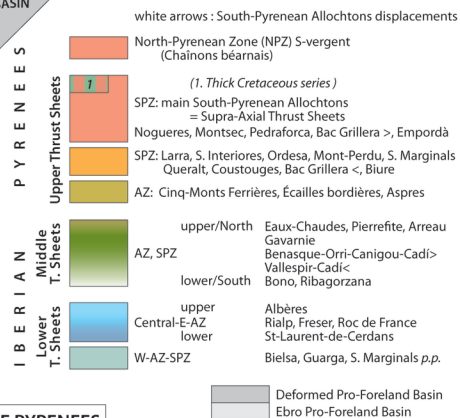 BASIN
white arrows : South-Pyrenean Allochtons displacements
North-Pyrenean Zone (NPZ) S-vergent
(Chaînons béarnais)
IBERIAN PYRENEES
Upper Thrust Sheets
1
(1. Thick Cretaceous series )
SPZ: main South-Pyrenean Allochtons
= Supra-Axial Thrust Sheets
Nogueres, Montsec, Pedraforca, Bac Grillera >, Empordà
SPZ: Larra, S. Interiores, Ordesa, Mont-Perdu, S. Marginals
Queralt, Coustouges, Bac Grillera <, Biure
AZ: Cinq-Monts Ferrières, Écailles bordières, Aspres
Middle
T. Sheets
AZ, SPZ
upper/North Eaux-Chaudes, Pierrefite, Arreau
Gavarnie
Benasque-Orri-Canigou-Cadí>
Vallespir-Cadí<
lower/South Bono, Ribagorzana
Lower
T. Sheets
upper Albères
Central-E-AZ Rialp, Freser, Roc de France
lower St-Laurent-de-Cerdans
W-AZ-SPZ Bielsa, Guarga, S. Marginals p.p.
Deformed Pro-Foreland Basin
Ebro Pro-Foreland Basin
E PYRENEES